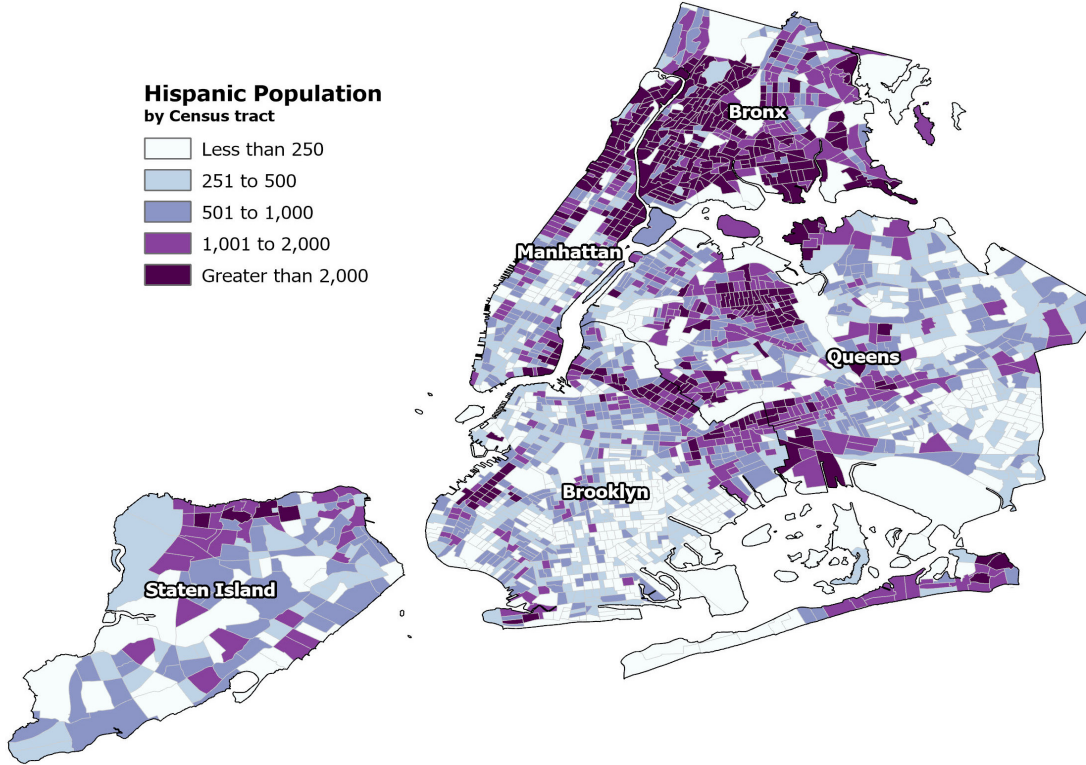 Hispanic Population
by Census tract
Less than 250
251 to 500
501 to 1,000
1,001 to 2,000
Greater than 2,000
Bronx
Manhattan
Queens
Brooklyn
Staten Island